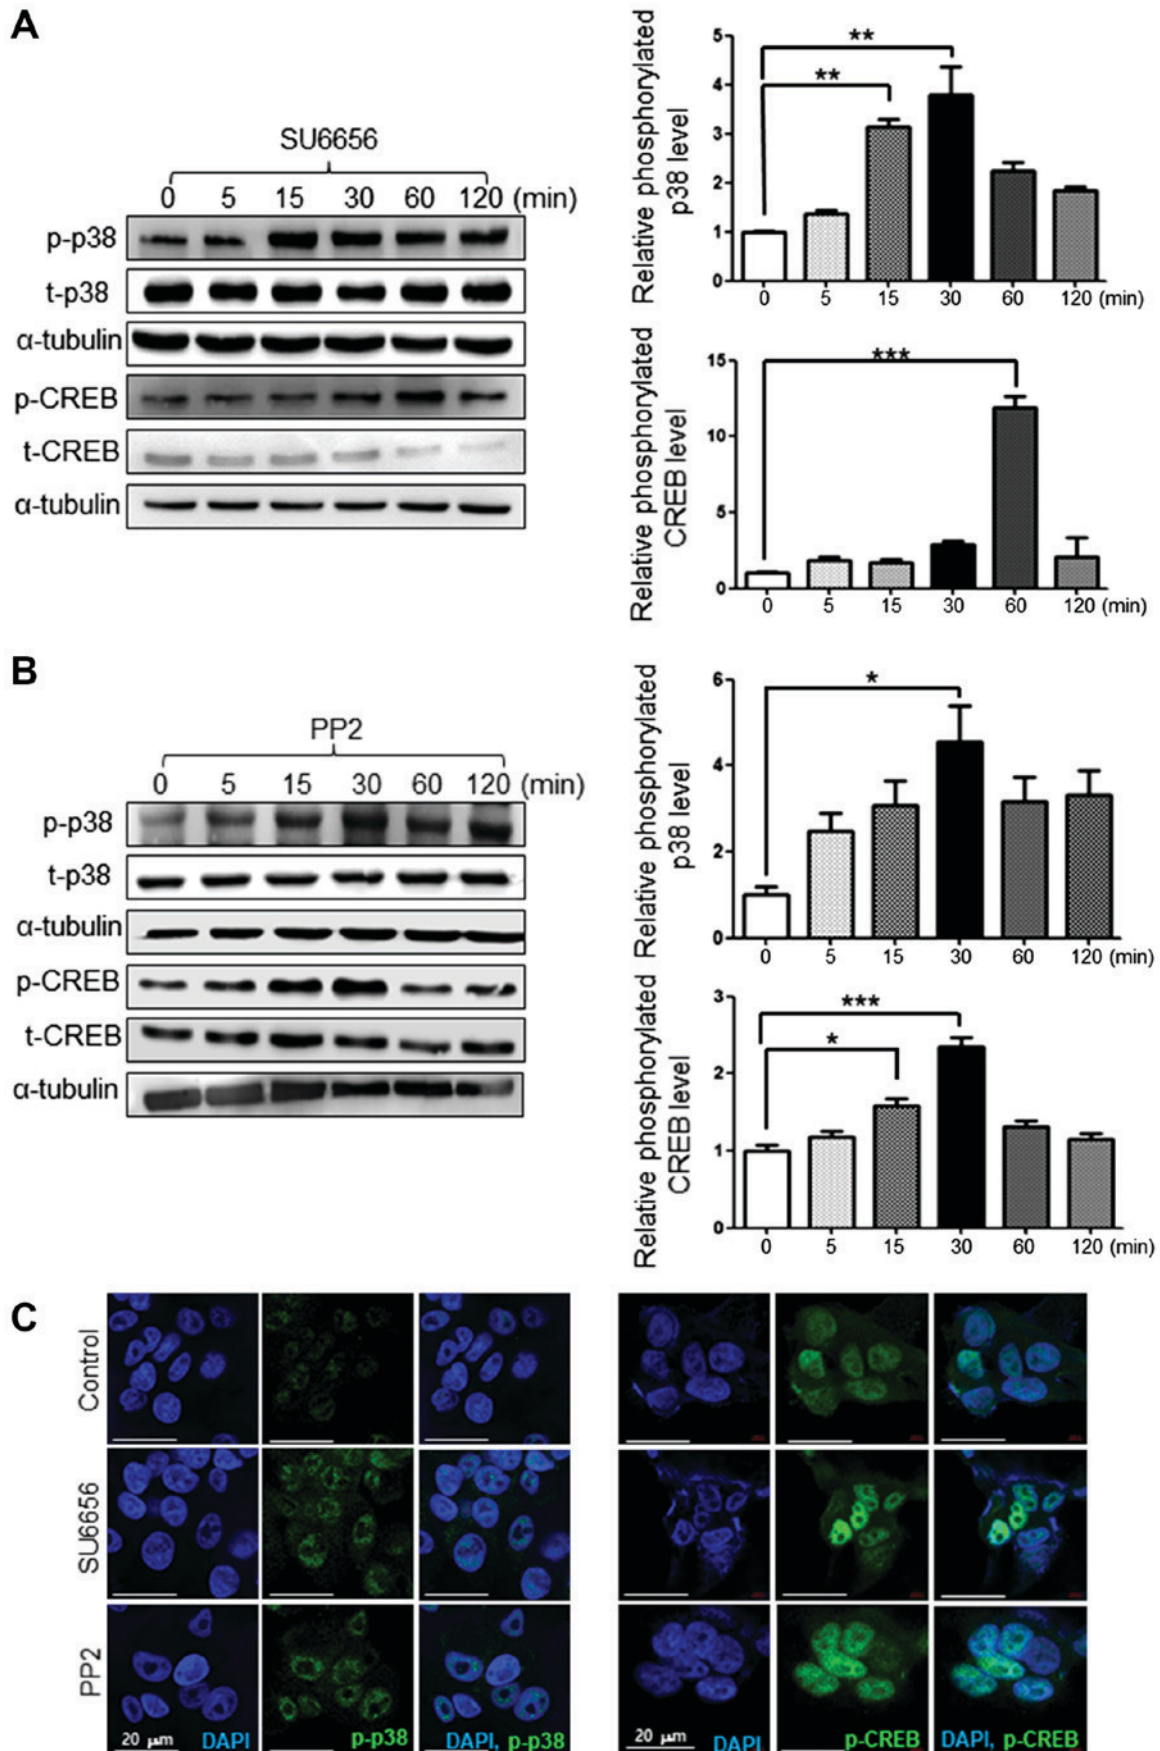 A
SU6656
0 5 15 30 60 120 (min)
p-p38
t-p38
α-tubulin
p-CREB
t-CREB
α-tubulin
Relative phosphorylated
p38 level
5
4
3
2
1
0
**
**
0 5 15 30 60 120 (min)
Relative phosphorylated
CREB level
15
10
5
0
***
0 5 15 30 60 120 (min)
B
PP2
0 5 15 30 60 120 (min)
p-p38
t-p38
α-tubulin
p-CREB
t-CREB
α-tubulin
Relative phosphorylated
p38 level
6
4
2
0
*
0 5 15 30 60 120 (min)
Relative phosphorylated
CREB level
3
2
1
0
***
*
0 5 15 30 60 120 (min)
C
Control
SU6656
PP2
20 μm DAPI p-p38 DAPI, p-p38
20 μm DAPI p-CREB DAPI, p-CREB